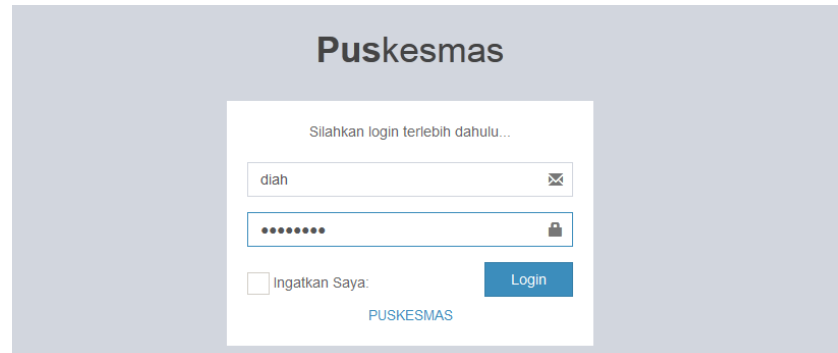 Puskesmas
Silahkan login terlebih dahulu...
diah
••••••••
Ingatkan Saya:
Login
PUSKESMAS